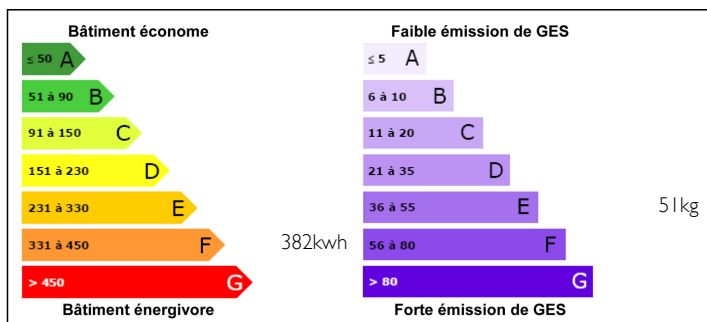 Bâtiment économe
≤ 50 A
51 à 90 B
91 à 150 C
151 à 230 D
231 à 330 E
331 à 450 F
382kwh
> 450 G
Bâtiment énergivore
Faible émission de GES
≤ 5 A
6 à 10 B
11 à 20 C
21 à 35 D
36 à 55 E
51kg
56 à 80 F
> 80 G
Forte émission de GES